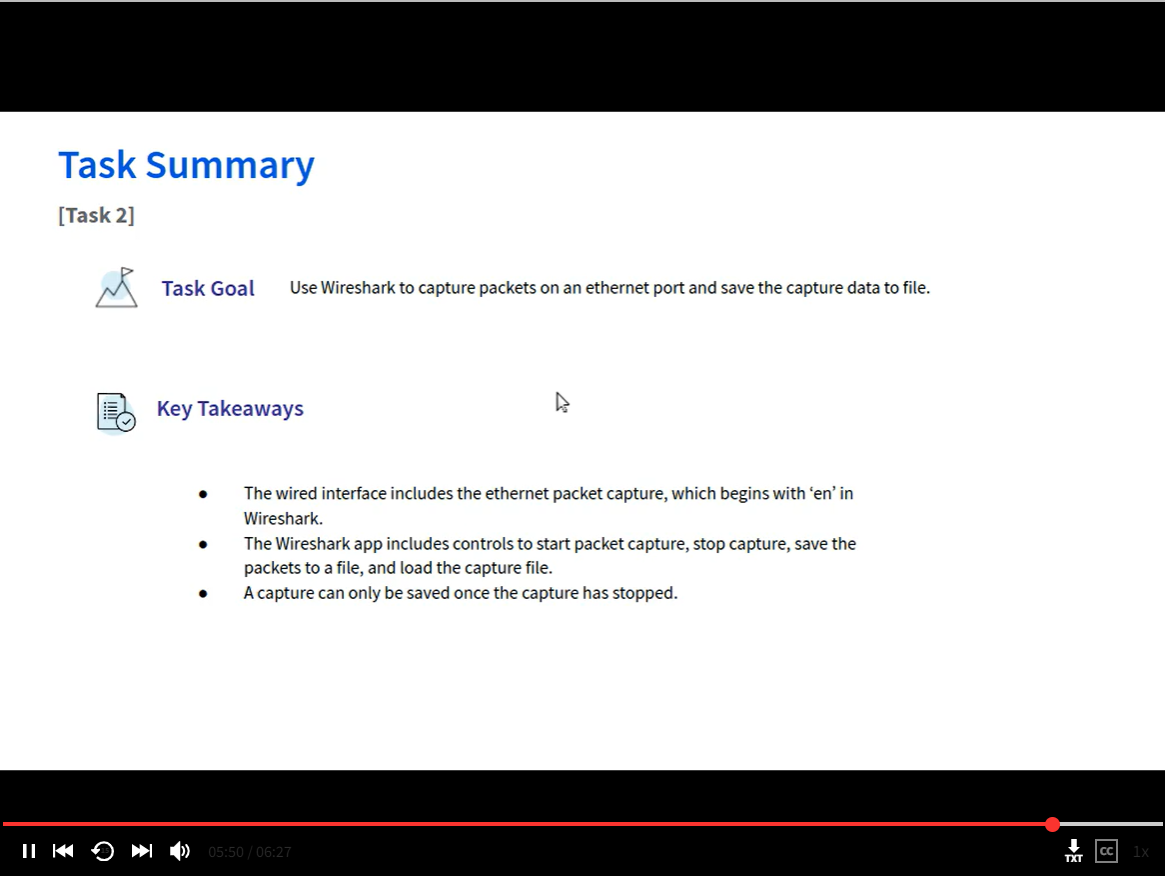 Task Summary
[Task 2]
Task Goal
Use Wireshark to capture packets on an ethernet port and save the capture data to file.
Key Takeaways
● The wired interface includes the ethernet packet capture, which begins with ‘en’ in
Wireshark.
● The Wireshark app includes controls to start packet capture, stop capture, save the
packets to a file, and load the capture file.
● A capture can only be saved once the capture has stopped.
05:50 / 06:27
TXT
CC
1x